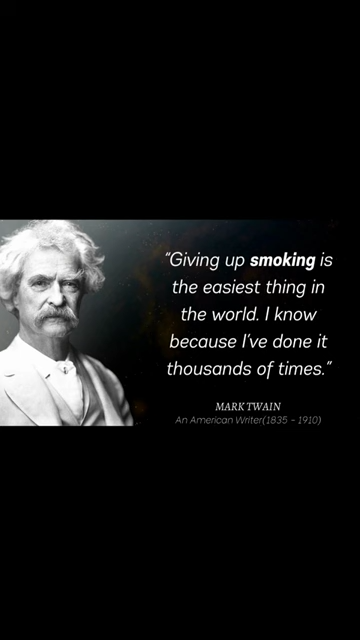 “Giving up smoking is
the easiest thing in
the world. I know
because I’ve done it
thousands of times.”
MARK TWAIN
An American Writer(1835 - 1910)